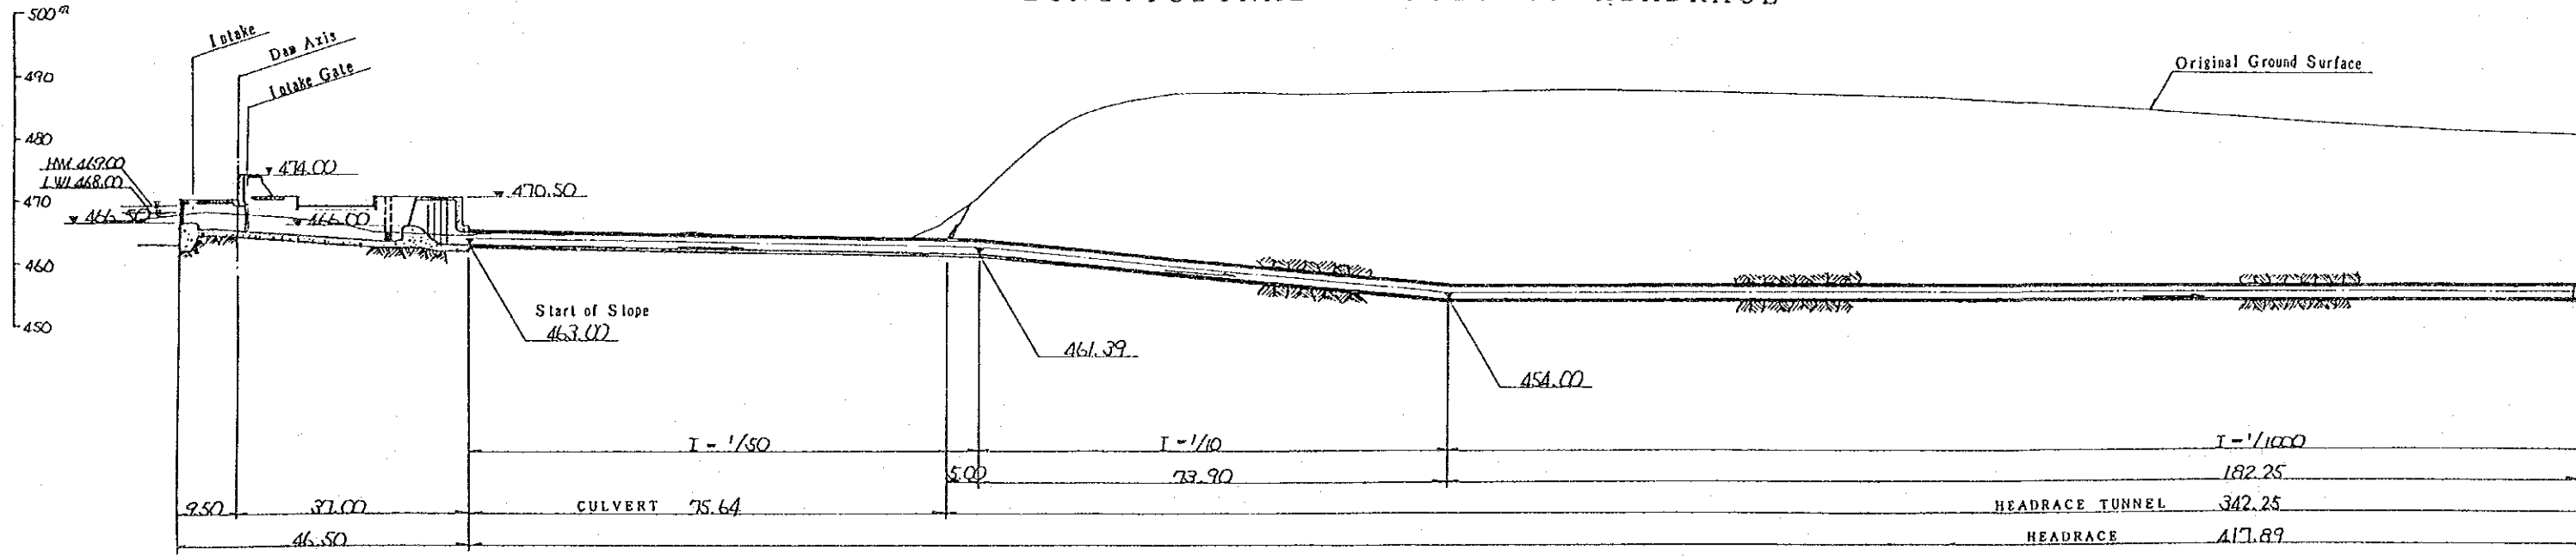 500m
Intake
Dam Axis
Intake Gate
Original Ground Surface
490
480
HWL 469.00
LWL 468.00
474.00
470
470.50
466.50
466.00
460
450
Start of Slope
463.00
461.39
454.00
I = 1/50
I = 1/10
I = 1/1000
5.00
73.90
182.25
9.50
37.00
CULVERT 75.64
HEADRACE TUNNEL 342.25
46.50
HEADRACE 417.89